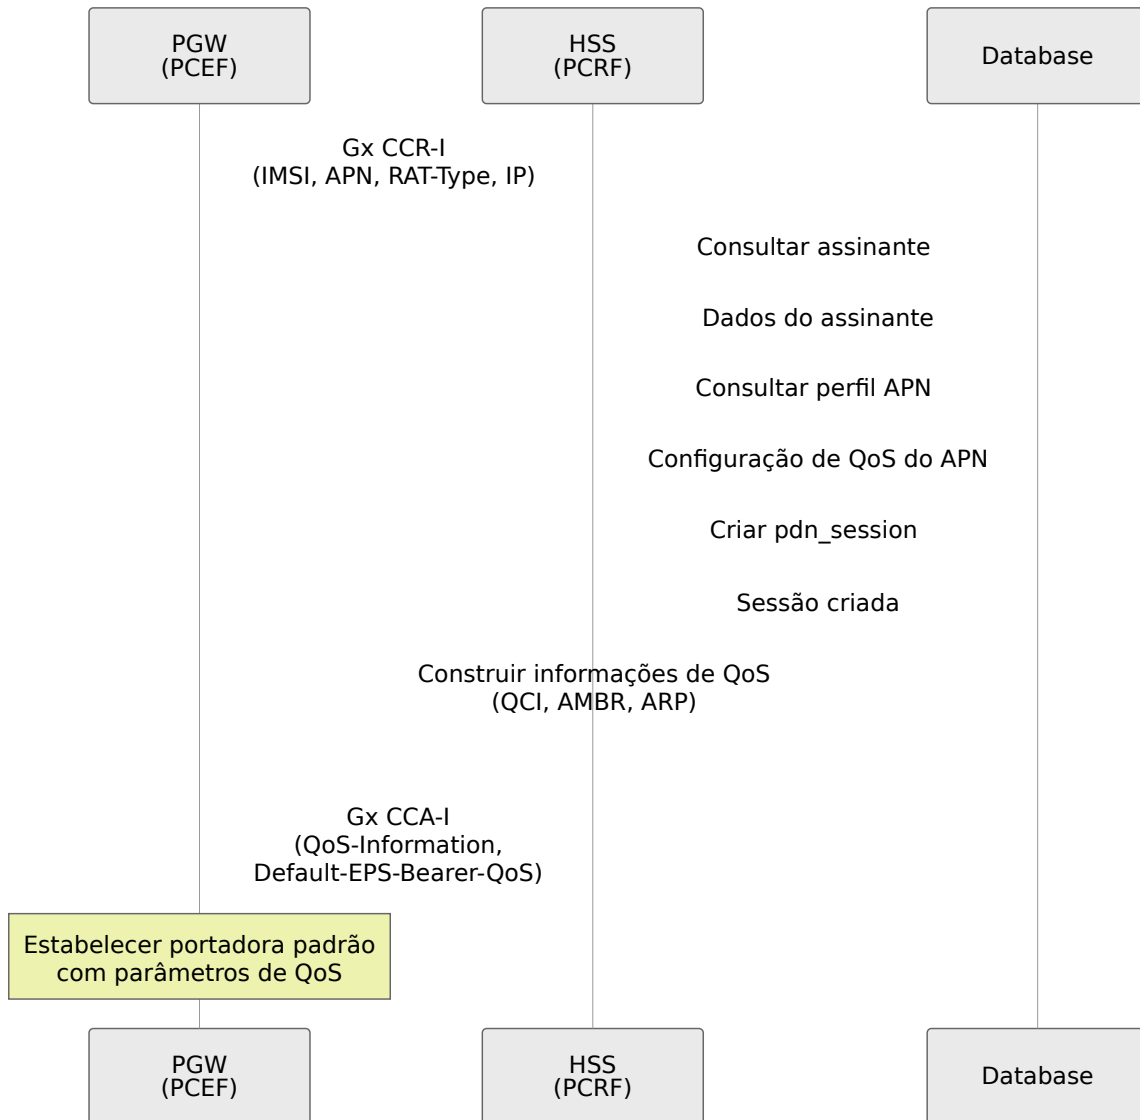 PGW
(PCEF)
HSS
(PCRF)
Database
Gx CCR-I
(IMSI, APN, RAT-Type, IP)
Consultar assinante
Dados do assinante
Consultar perfil APN
Configuração de QoS do APN
Criar pdn_session
Sessão criada
Construir informações de QoS
(QCI, AMBR, ARP)
Gx CCA-I
(QoS-Information,
Default-EPS-Bearer-QoS)
Estabelecer portadora padrão
com parâmetros de QoS
PGW
(PCEF)
HSS
(PCRF)
Database